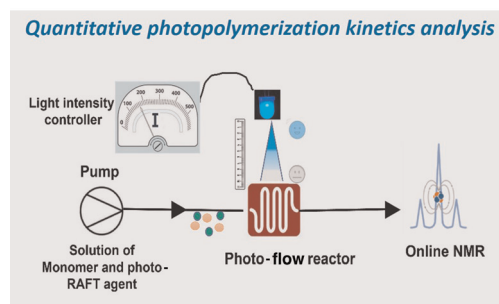 Quantitative photopolymerization kinetics analysis
Light intensity
controller
0
100
200
300
400
500
I
Pump
Solution of
Monomer and photo-
RAFT agent
Photo-flow reactor
Online NMR